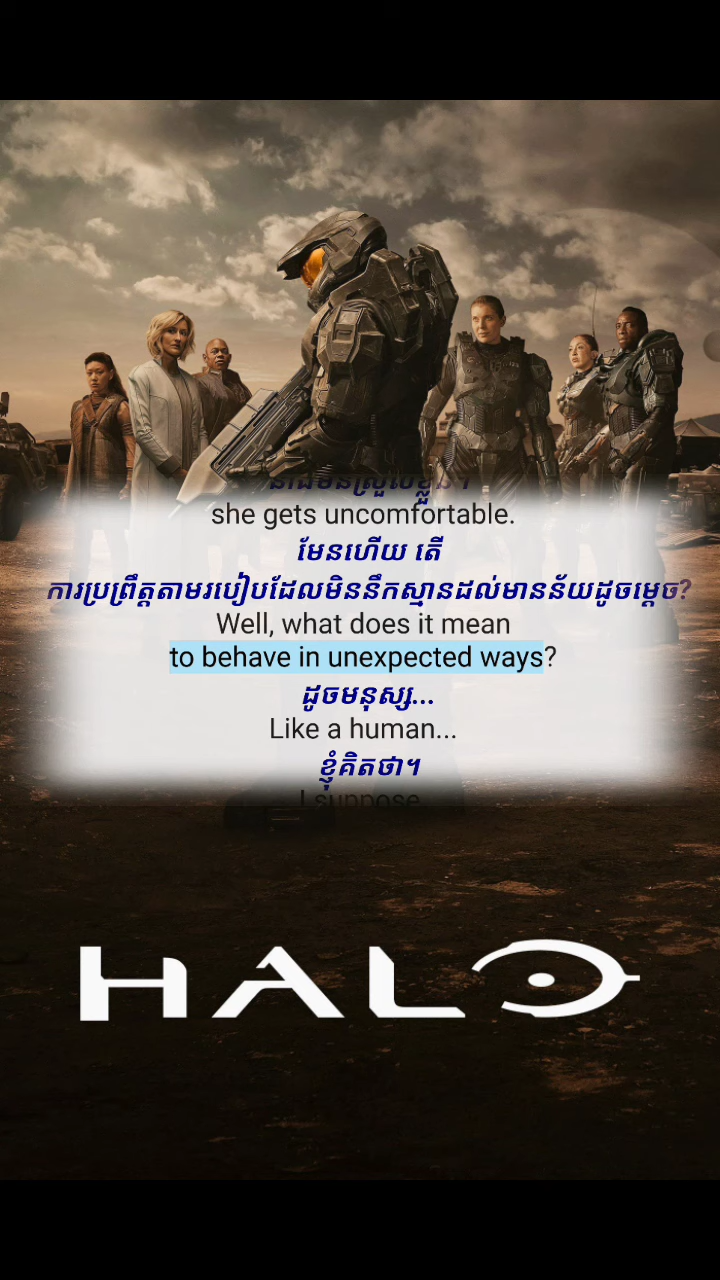 she gets uncomfortable.
មែនហើយ តើ
ការប្រព្រឹត្តតាមរបៀបដែលមិននឹកស្មានដល់មានន័យដូចម្តេច?
Well, what does it mean
to behave in unexpected ways?
ដូចមនុស្ស...
Like a human...
ខ្ញុំគិតថា។
I suppose
HALO